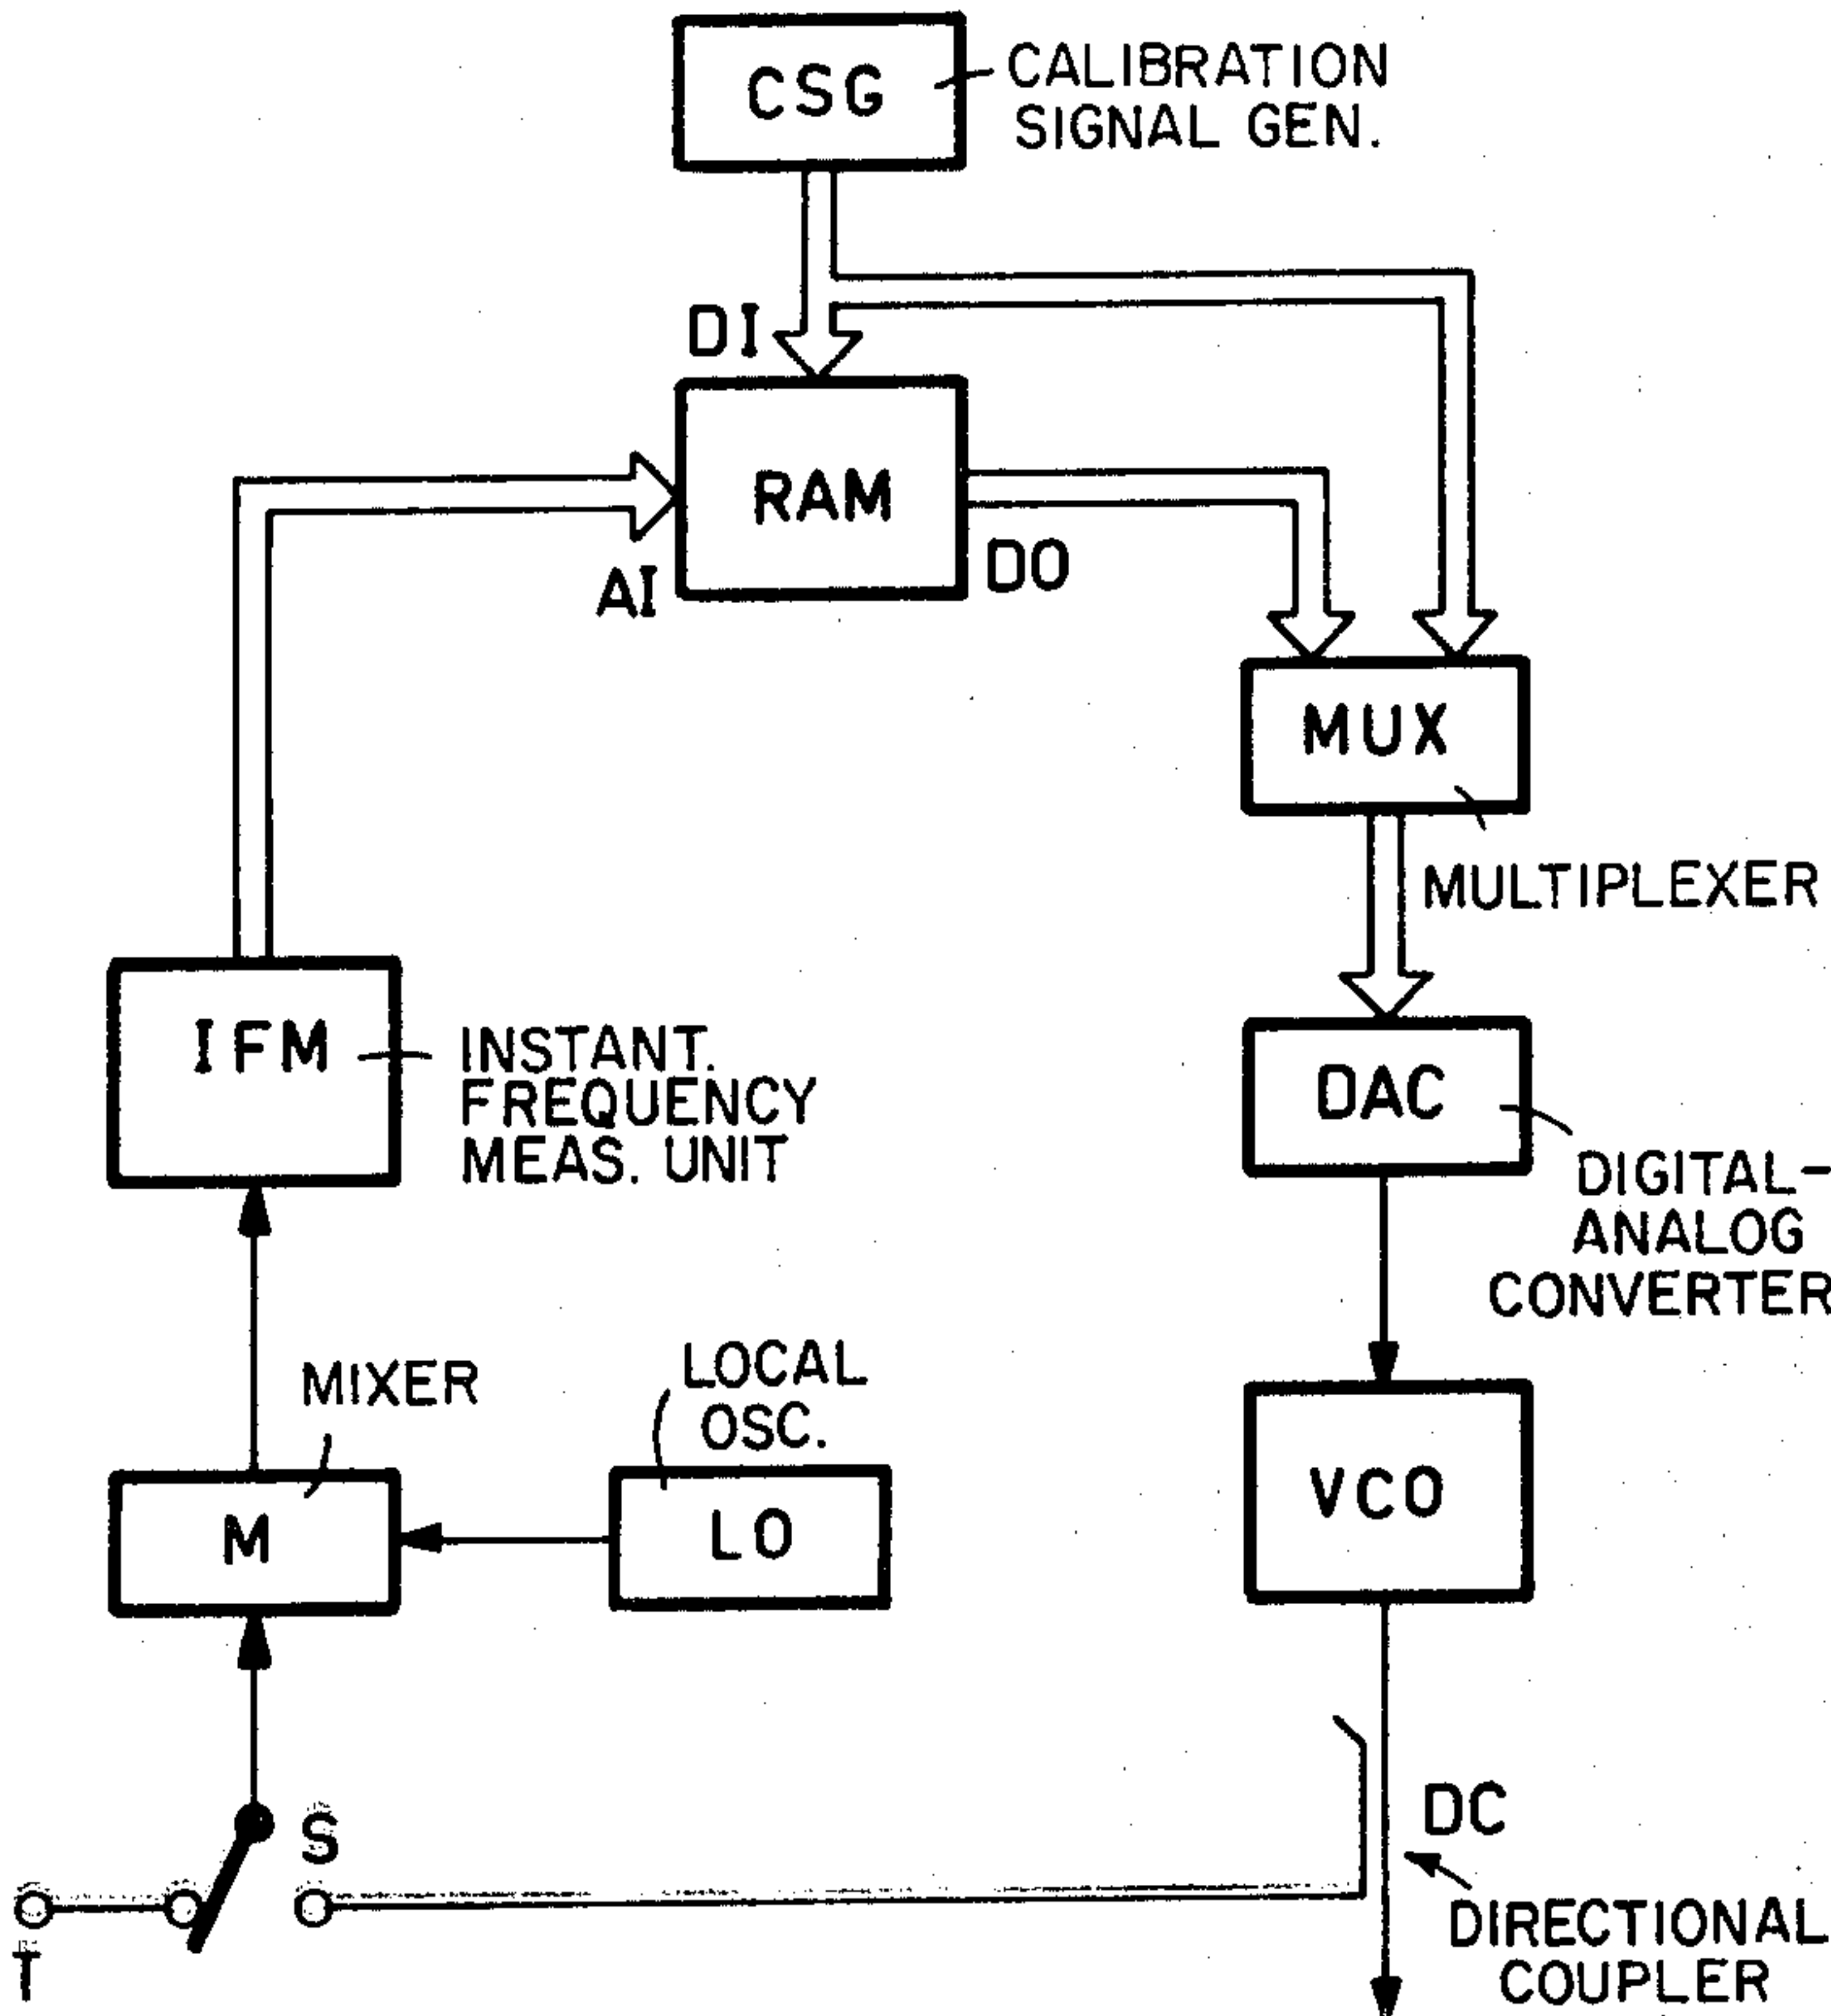 CSG
CALIBRATION
SIGNAL GEN.
DI
RAM
AI
DO
MUX
MULTIPLEXER
IFM
INSTANT.
FREQUENCY
MEAS. UNIT
DAC
DIGITAL-
ANALOG
CONVERTER
MIXER
LOCAL
OSC.
M
LO
VCO
S
DC
T
DIRECTIONAL
COUPLER